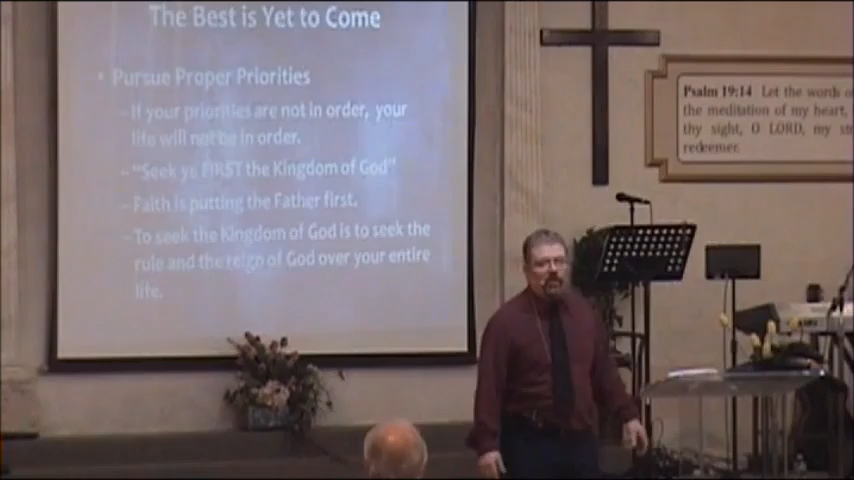 The Best is Yet to Come
• Pursue Proper Priorities
– If your priorities are not in order, your
life will not be in order.
– "Seek ye FIRST the Kingdom of God"
– Faith is putting the Father first.
– To seek the Kingdom of God is to seek the
rule and the reign of God over your entire
life.
Psalm 19:14 Let the words
the meditation of my heart,
thy sight, O LORD, my
redeemer.